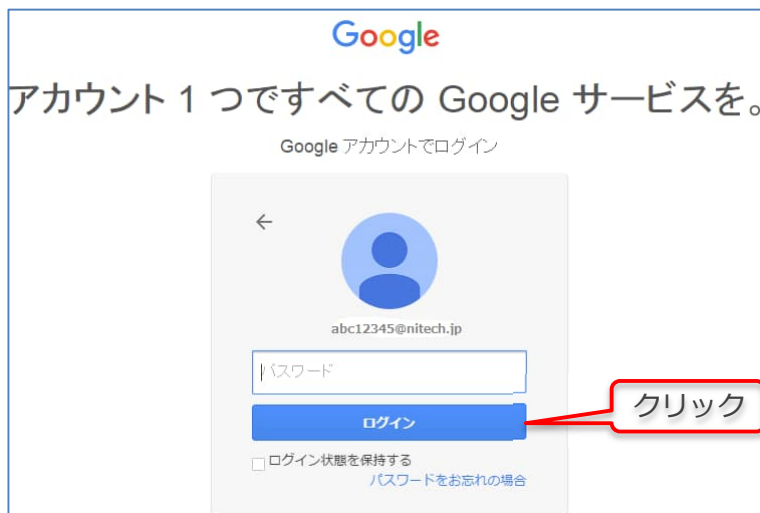 Google
アカウント 1 つですべての Google サービスを。
Google アカウントでログイン
abc12345@nitech.jp
パスワード
ログイン
クリック
ログイン状態を保持する
パスワードをお忘れの場合